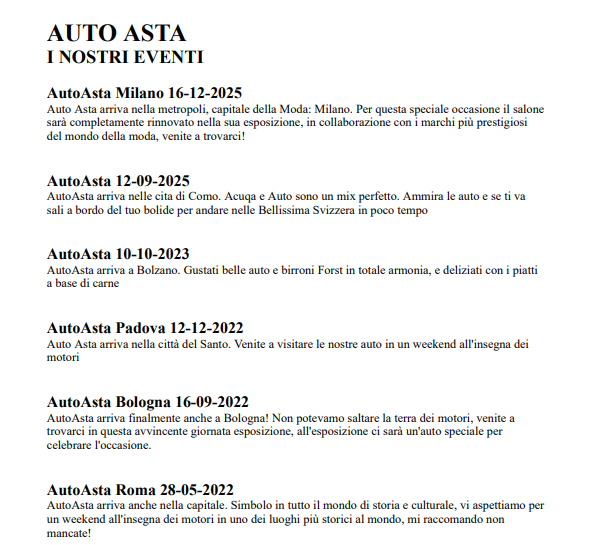 AUTO ASTA
I NOSTRI EVENTI
AutoAsta Milano 16-12-2025
Auto Asta arriva nella metropoli, capitale della Moda: Milano. Per questa speciale occasione il salone
sarà completamente rinnovato nella sua esposizione, in collaborazione con i marchi più prestigiosi
del mondo della moda, venite a trovarci!
AutoAsta 12-09-2025
AutoAsta arriva nelle cita di Como. Acuqa e Auto sono un mix perfetto. Ammira le auto e se ti va
sali a bordo del tuo bolide per andare nelle Bellissima Svizzera in poco tempo
AutoAsta 10-10-2023
AutoAsta arriva a Bolzano. Gustati belle auto e birroni Forst in totale armonia, e deliziati con i piatti
a base di carne
AutoAsta Padova 12-12-2022
Auto Asta arriva nella città del Santo. Venite a visitare le nostre auto in un weekend all'insegna dei
motori
AutoAsta Bologna 16-09-2022
AutoAsta arriva finalmente anche a Bologna! Non potevamo saltare la terra dei motori, venite a
trovarci in questa avvincente giornata esposizione, all'esposizione ci sarà un'auto speciale per
celebrare l'occasione.
AutoAsta Roma 28-05-2022
AutoAsta arriva anche nella capitale. Simbolo in tutto il mondo di storia e culturale, vi aspettiamo per
un weekend all'insegna dei motori in uno dei luoghi più storici al mondo, mi raccomando non
mancate!